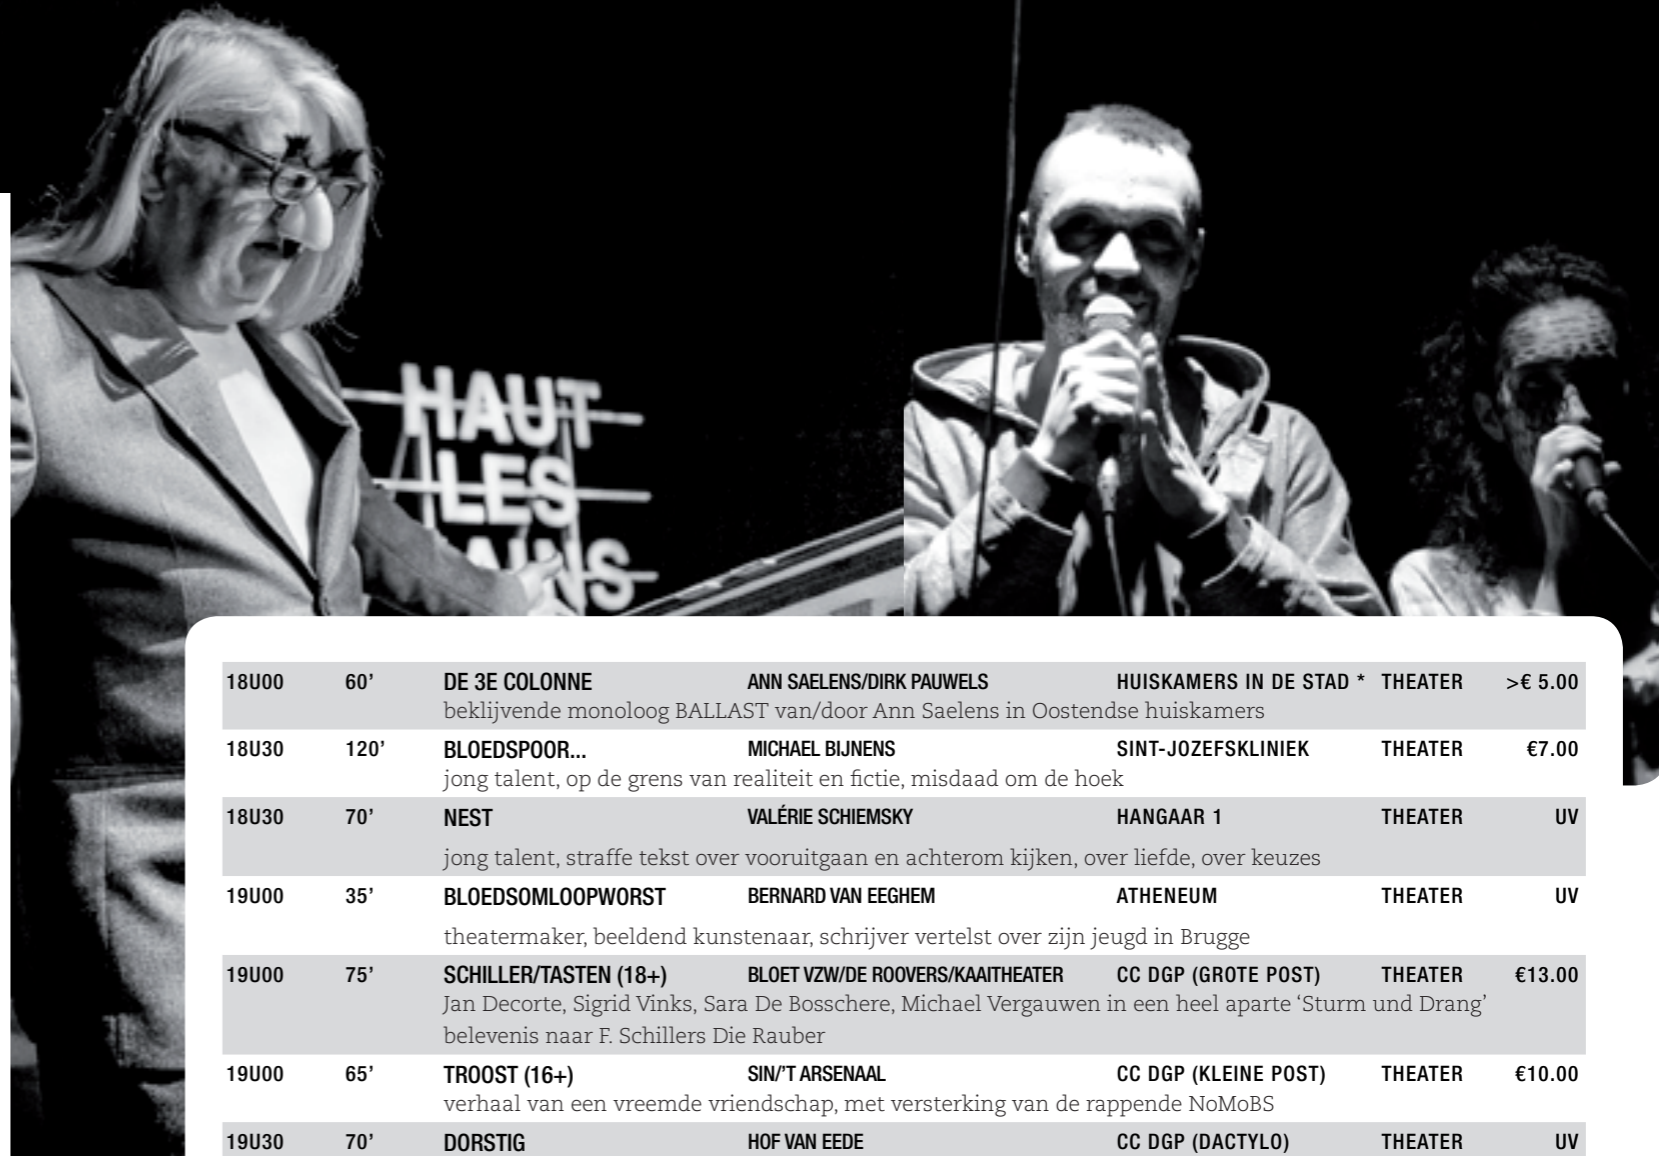 HAUT
LES
18U00 60' DE 3E COLONNE ANN SAELENS/DIRK PAUWELS HUISKAMERS IN DE STAD * THEATER >€ 5.00
beklijvende monoloog BALLAST van/door Ann Saelens in Oostendse huiskamers
18U30 120' BLOEDSPOOR... MICHAEL BIJNENS SINT-JOZEFSKLINIEK THEATER €7.00
jong talent, op de grens van realiteit en fictie, misdaad om de hoek
18U30 70' NEST VALÉRIE SCHIEMSKY HANGAAR 1 THEATER UV
jong talent, straffe tekst over vooruitgaan en achterom kijken, over liefde, over keuzes
19U00 35' BLOEDSOMLOOPWORST BERNARD VAN EEGHEM ATHENEUM THEATER UV
theatermaker, beeldend kunstenaar, schrijver vertelst over zijn jeugd in Brugge
19U00 75' SCHILLER/TASTEN (18+) BLOET VZW/DE ROOVERS/KAAITHEATER CC DGP (GROTE POST) THEATER €13.00
Jan Decorte, Sigrid Vinks, Sara De Bosschere, Michael Vergauwen in een heel aparte ‘Sturm und Drang’
belevenis naar F. Schillers Die Rauber
19U00 65' TROOST (16+) SIN/’T ARSENAAL CC DGP (KLEINE POST) THEATER €10.00
verhaal van een vreemde vriendschap, met versterking van de rappende NoMoBS
19U30 70' DORSTIG HOF VAN EEDE CC DGP (DACTYLO) THEATER UV